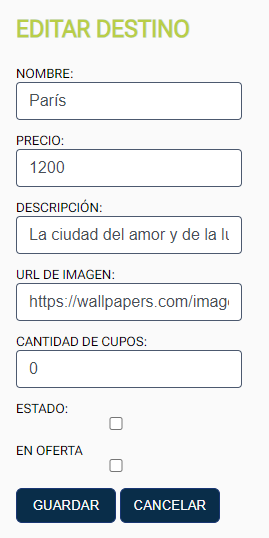 EDITAR DESTINO
NOMBRE:
París
PRECIO:
1200
DESCRIPCIÓN:
La ciudad del amor y de la lu
URL DE IMAGEN:
https://wallpapers.com/image
CANTIDAD DE CUPOS:
0
ESTADO:
EN OFERTA
GUARDAR CANCELAR